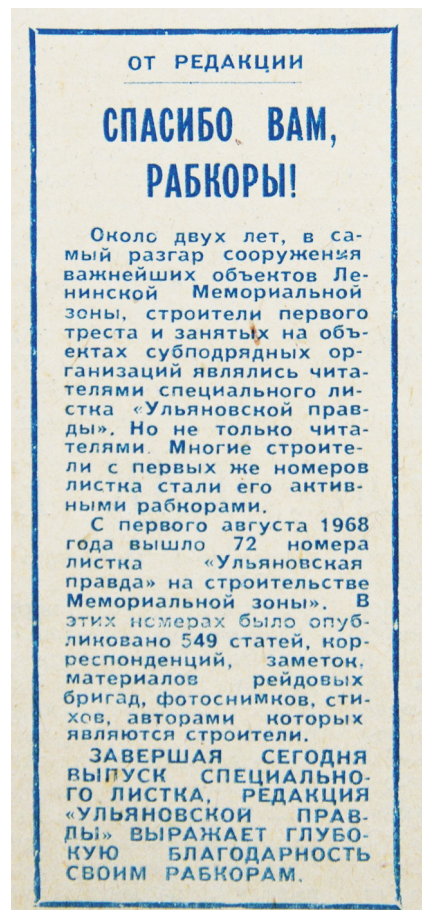 ОТ РЕДАКЦИИ
СПАСИБО ВАМ,
РАБКОРЫ!
Около двух лет, в са-
мый разгар сооружения
важнейших объектов Ле-
нинской Мемориальной
зоны, строители первого
треста и занятых на объ-
ектах субподрядных ор-
ганизаций являлись чита-
телями специального ли-
стка «Ульяновской прав-
ды». Но не только чита-
телями. Многие строите-
ли с первых же номеров
листка стали его актив-
ными рабкорами.
С первого августа 1968
года вышло 72 номера
листка «Ульяновская
правда» на строительстве
Мемориальной зоны». В
этих номерах было опуб-
ликовано 549 статей, кор-
респонденций, заметок,
материалов рейдовых
бригад, фотоснимков, сти-
хов, авторами которых
являются строители.
ЗАВЕРШАЯ СЕГОДНЯ
ВЫПУСК СПЕЦИАЛЬНО-
ГО ЛИСТКА, РЕДАКЦИЯ
«УЛЬЯНОВСКОЙ ПРАВ-
ДЫ» ВЫРАЖАЕТ ГЛУБО-
КУЮ БЛАГОДАРНОСТЬ
СВОИМ РАБКОРАМ.